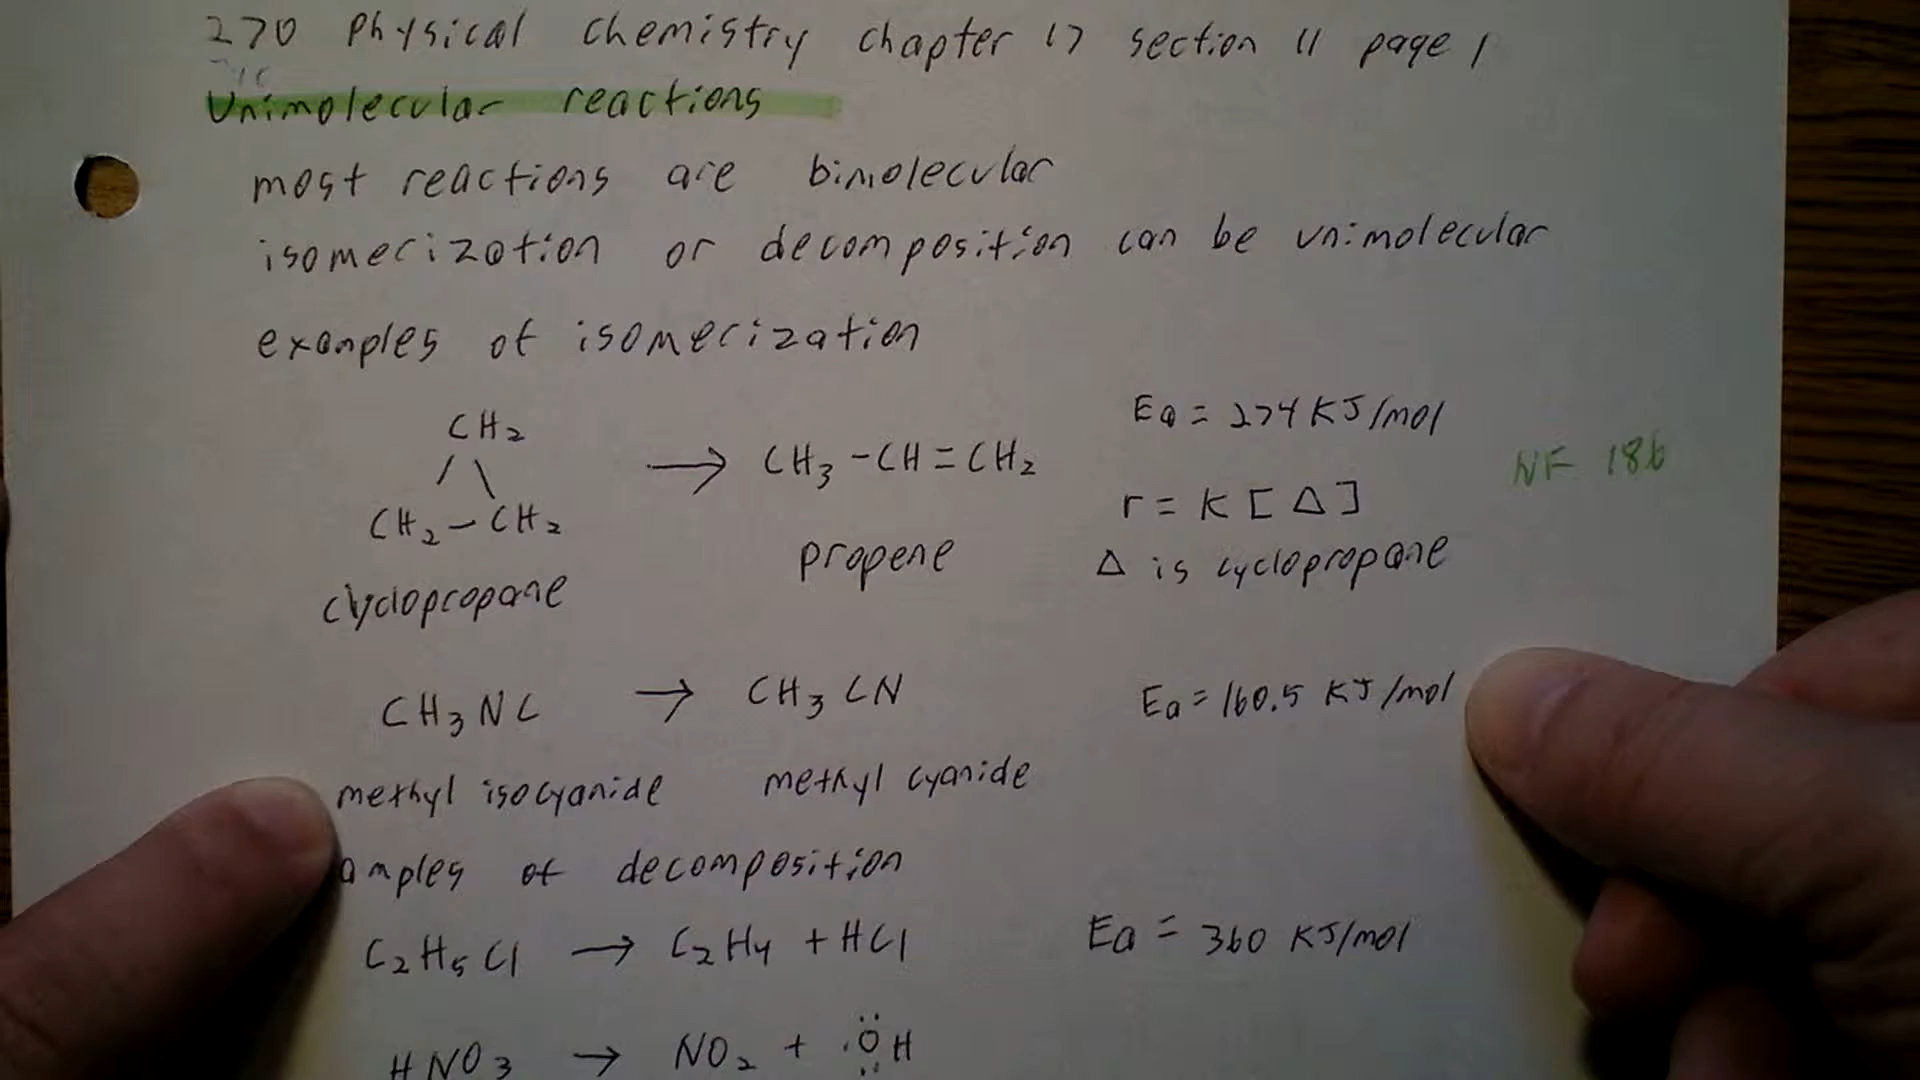 270 Physical chemistry chapter 17 section 11 page 1
Unimolecular reactions
most reactions are bimolecular
isomerization or decomposition can be unimolecular
examples of isomerization
CH₂
/ \
CH₂ - CH₂
→ CH₃ - CH = CH₂
Ea = 274 KJ/mol
r = K [ Δ ]
NF 186
cyclopropane
propene
Δ is cyclopropane
CH₃NC → CH₃CN
Ea = 160.5 KJ/mol
methyl isocyanide methyl cyanide
amples of decomposition
C₂H₅Cl → C₂H₄ + HCl
Ea = 360 KJ/mol
HNO₃ → NO₂ + ·ÖH